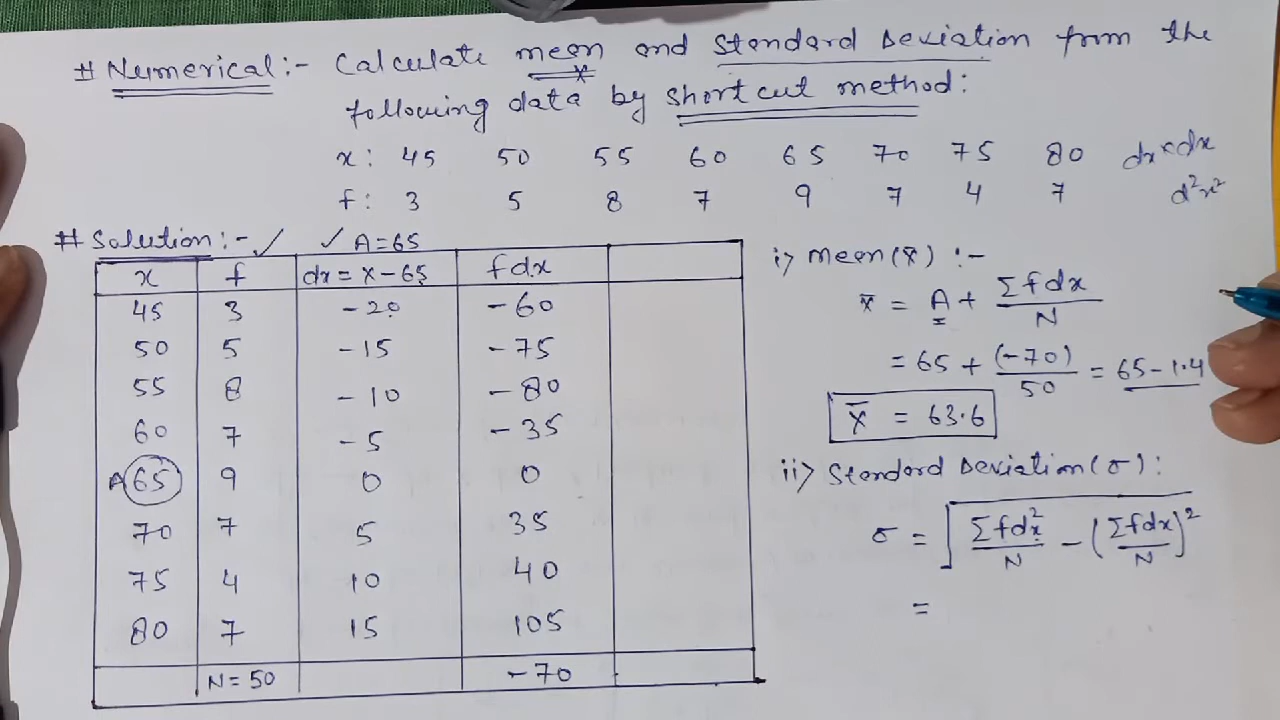 # Numerical:- Calculate mean and Standard Deviation from the
following data by shortcut method:
x: 45 50 55 60 65 70 75 80 dx×dx
f: 3 5 8 7 9 7 4 7 d²x²
# Solution:- ✓ ✓ A=65
x f dx = x-65 fdx
45 3 -20 -60
50 5 -15 -75
55 8 -10 -80
60 7 -5 -35
A 65 9 0 0
70 7 5 35
75 4 10 40
80 7 15 105
N=50 -70
i) Mean(x̄) :-
x̄ = A + Σfdx / N
= 65 + (-70) / 50 = 65-1.4
x̄ = 63.6
ii) Standard Deviation(σ):
σ = √(Σfdx² / N - (Σfdx / N)²)
=